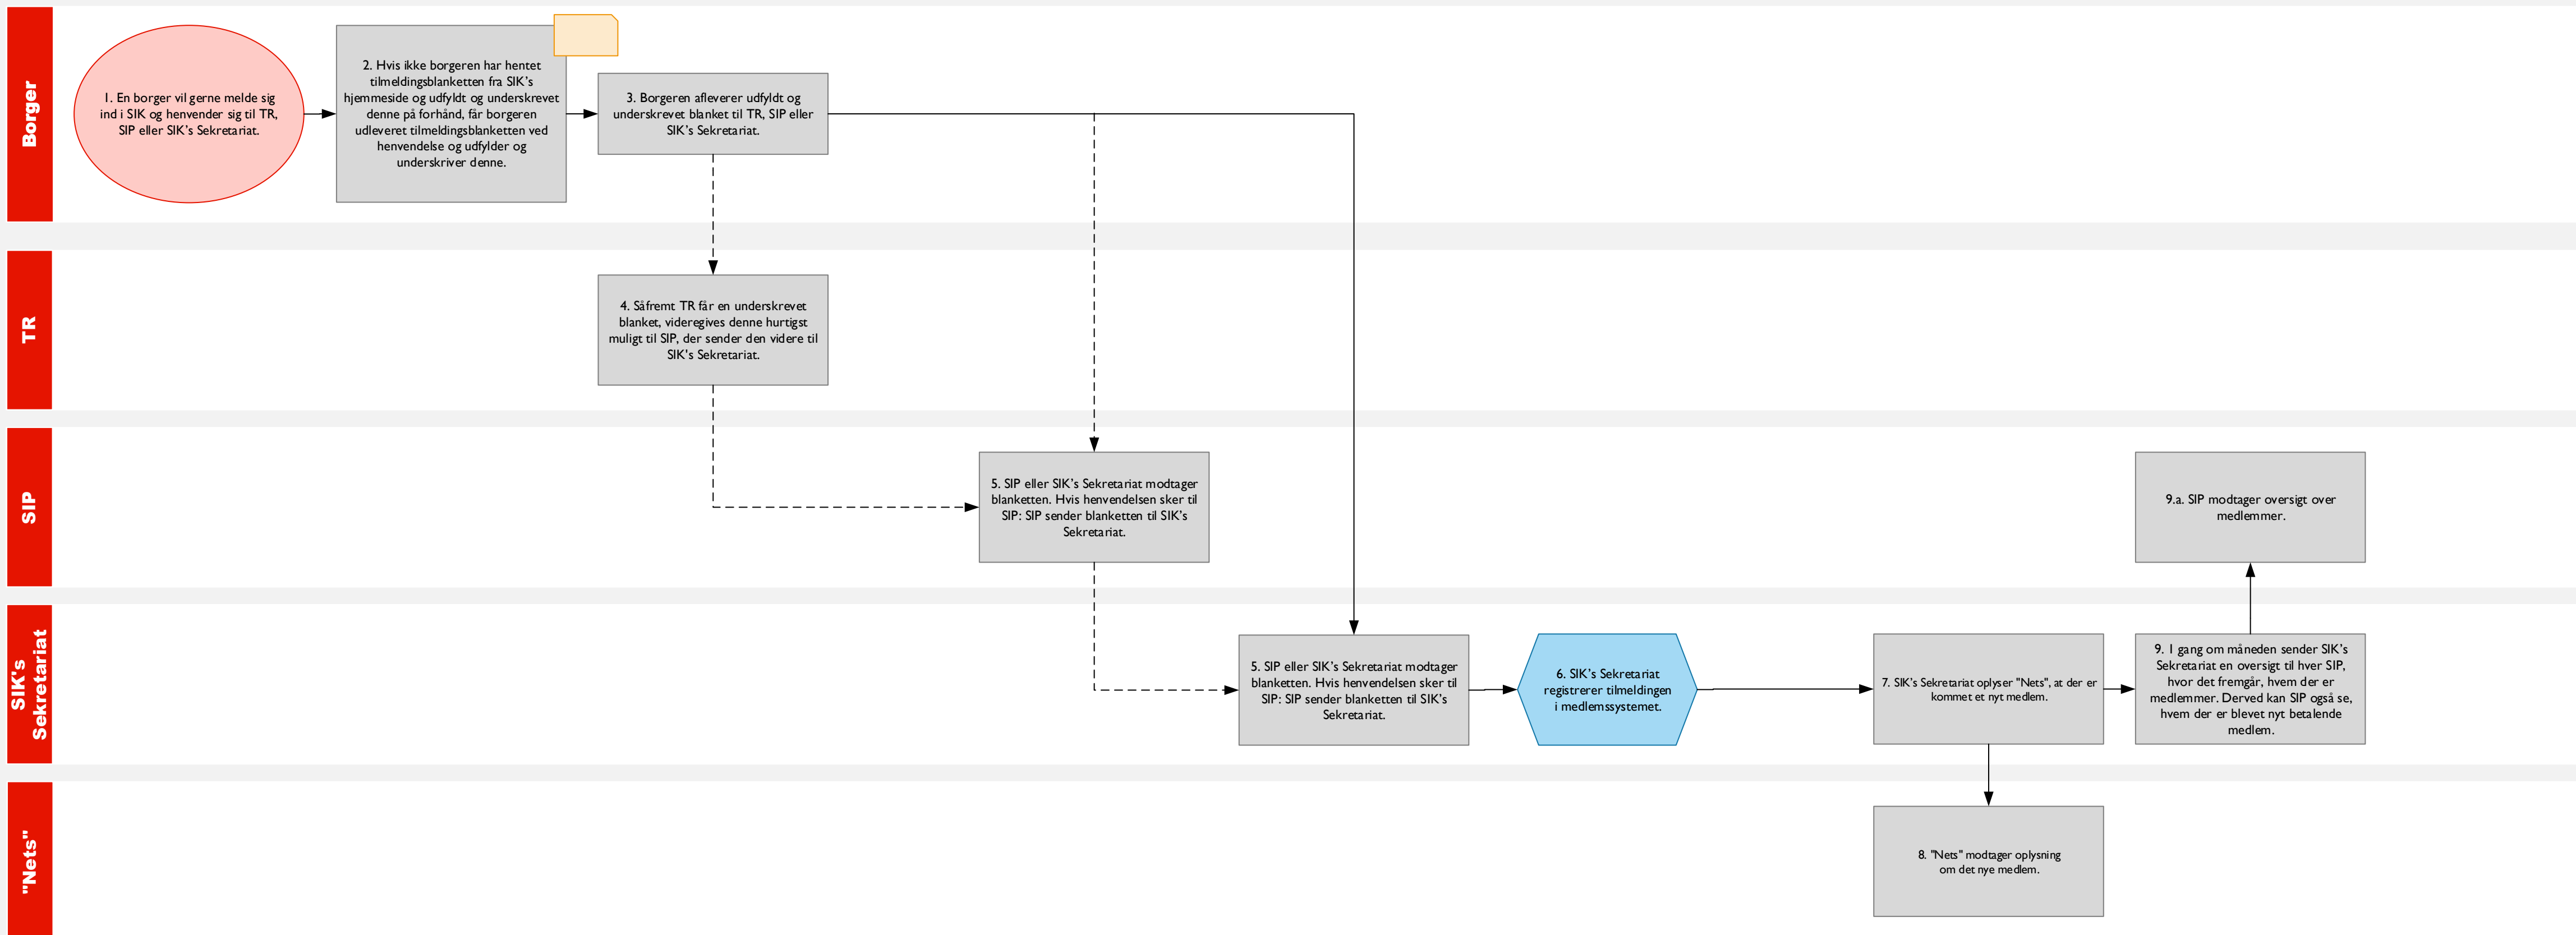 Borger
1. En borger vil gerne melde sig
ind i SIK og henvender sig til TR,
SIP eller SIK's Sekretariat.
2. Hvis ikke borgeren har hentet
tilmeldingsblanketten fra SIK's
hjemmeside og udfyldt og underskrevet
denne på forhånd, får borgeren
udleveret tilmeldingsblanketten ved
henvendelse og udfylder og
underskriver denne.
3. Borgeren afleverer udfyldt og
underskrevet blanket til TR, SIP eller
SIK's Sekretariat.
TR
4. Såfremt TR får en underskrevet
blanket, videregives denne hurtigst
muligt til SIP, der sender den videre til
SIK's Sekretariat.
SIP
5. SIP eller SIK's Sekretariat modtager
blanketten. Hvis henvendelsen sker til
SIP: SIP sender blanketten til SIK's
Sekretariat.
9.a. SIP modtager oversigt over
medlemmer.
SIK's
Sekretariat
5. SIP eller SIK's Sekretariat modtager
blanketten. Hvis henvendelsen sker til
SIP: SIP sender blanketten til SIK's
Sekretariat.
6. SIK's Sekretariat
registrerer tilmeldingen
i medlemssystemet.
7. SIK's Sekretariat oplyser "Nets", at der er
kommet et nyt medlem.
9. 1 gang om måneden sender SIK's
Sekretariat en oversigt til hver SIP,
hvor det fremgår, hvem der er
medlemmer. Derved kan SIP også se,
hvem der er blevet nyt betalende
medlem.
"Nets"
8. "Nets" modtager oplysning
om det nye medlem.